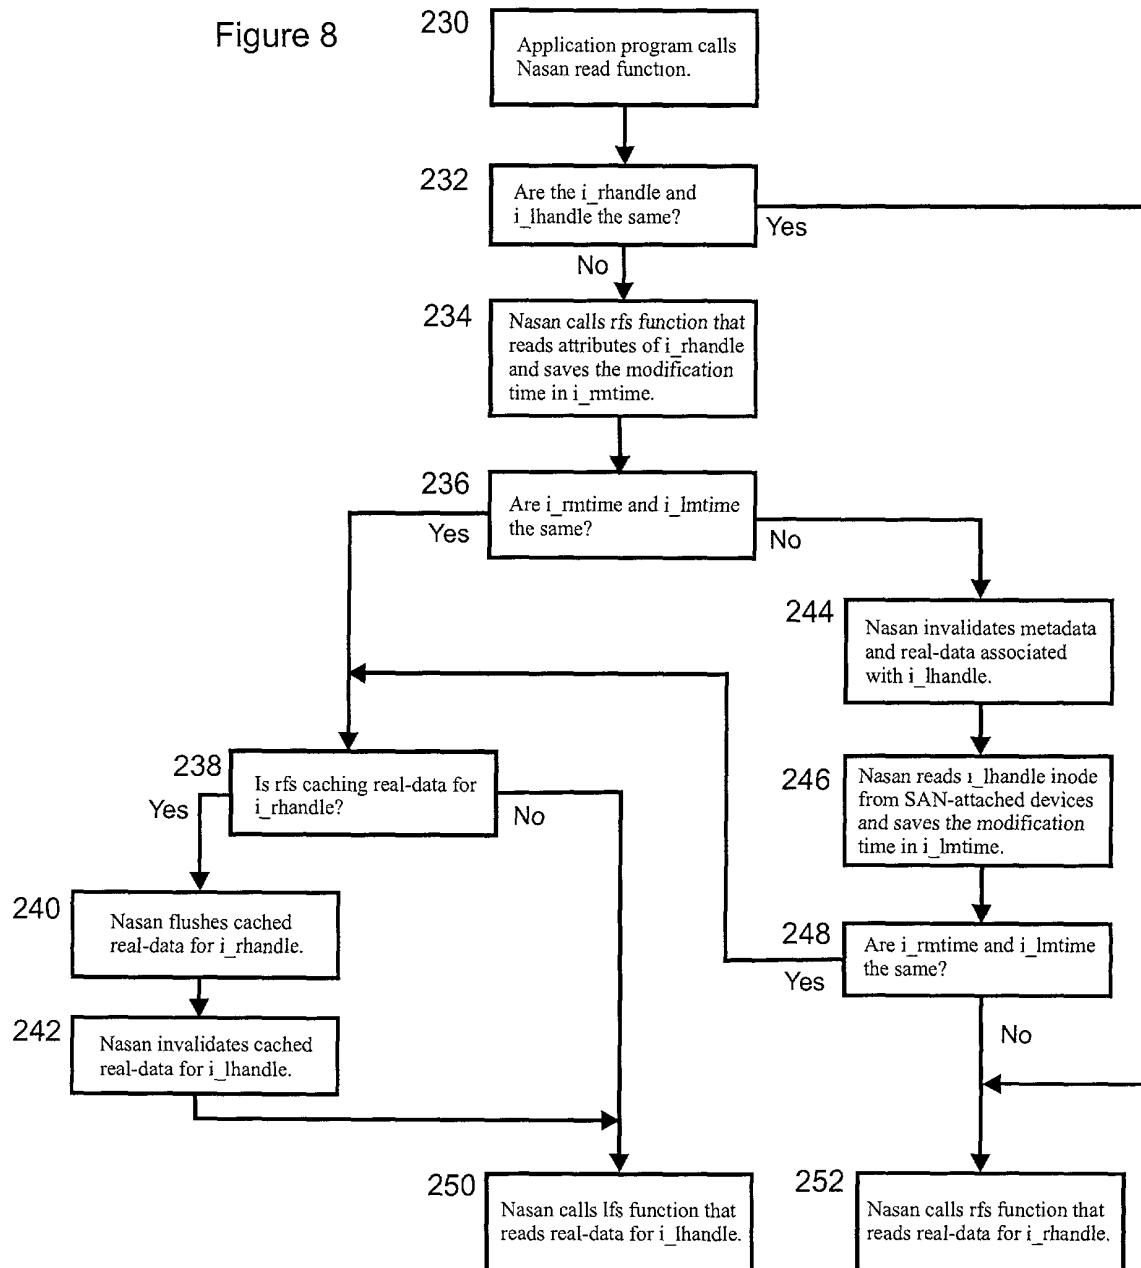 Figure 8
230
Application program calls
Nasan read function.
232
Are the i_rhandle and
i_lhandle the same?
Yes
No
234
Nasan calls rfs function that
reads attributes of i_rhandle
and saves the modification
time in i_rmtime.
236
Are i_rmtime and i_lmtime
the same?
Yes
No
244
Nasan invalidates metadata
and real-data associated
with i_lhandle.
238
Is rfs caching real-data for
i_rhandle?
Yes
No
246
Nasan reads i_lhandle inode
from SAN-attached devices
and saves the modification
time in i_lmtime.
240
Nasan flushes cached
real-data for i_rhandle.
248
Are i_rmtime and i_lmtime
the same?
Yes
No
242
Nasan invalidates cached
real-data for i_lhandle.
250
Nasan calls lfs function that
reads real-data for i_lhandle.
252
Nasan calls rfs function that
reads real-data for i_rhandle.